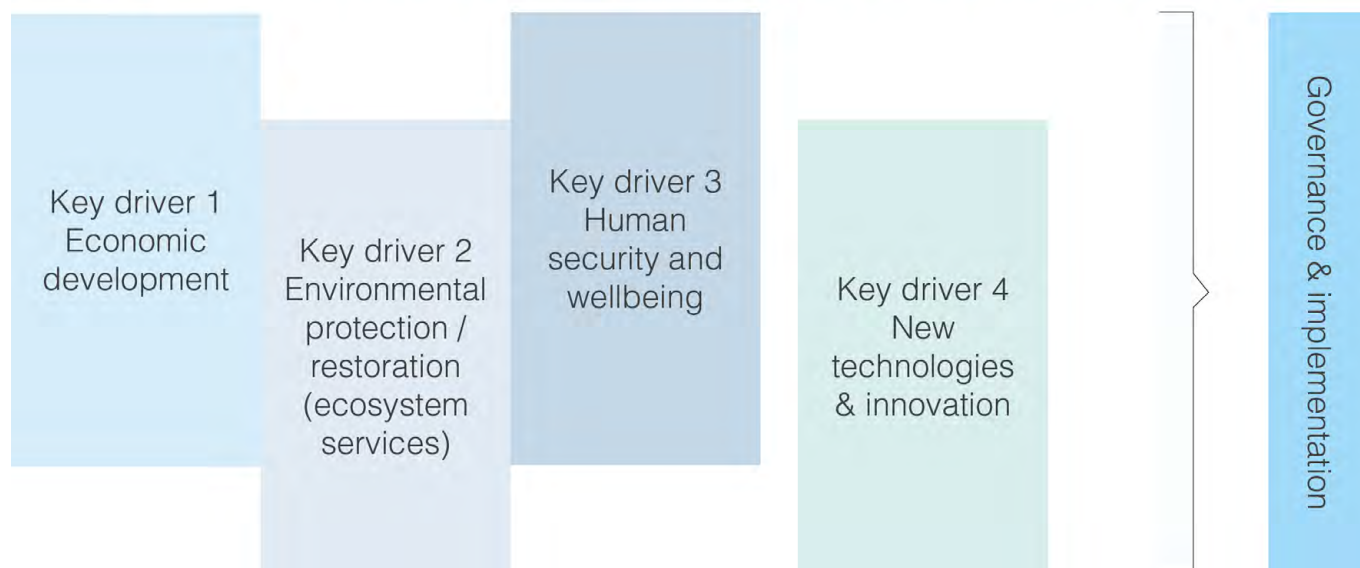 Key driver 1
Economic
development
Key driver 2
Environmental
protection /
restoration
(ecosystem
services)
Key driver 3
Human
security and
wellbeing
Key driver 4
New
technologies
& innovation
Governance & implementation